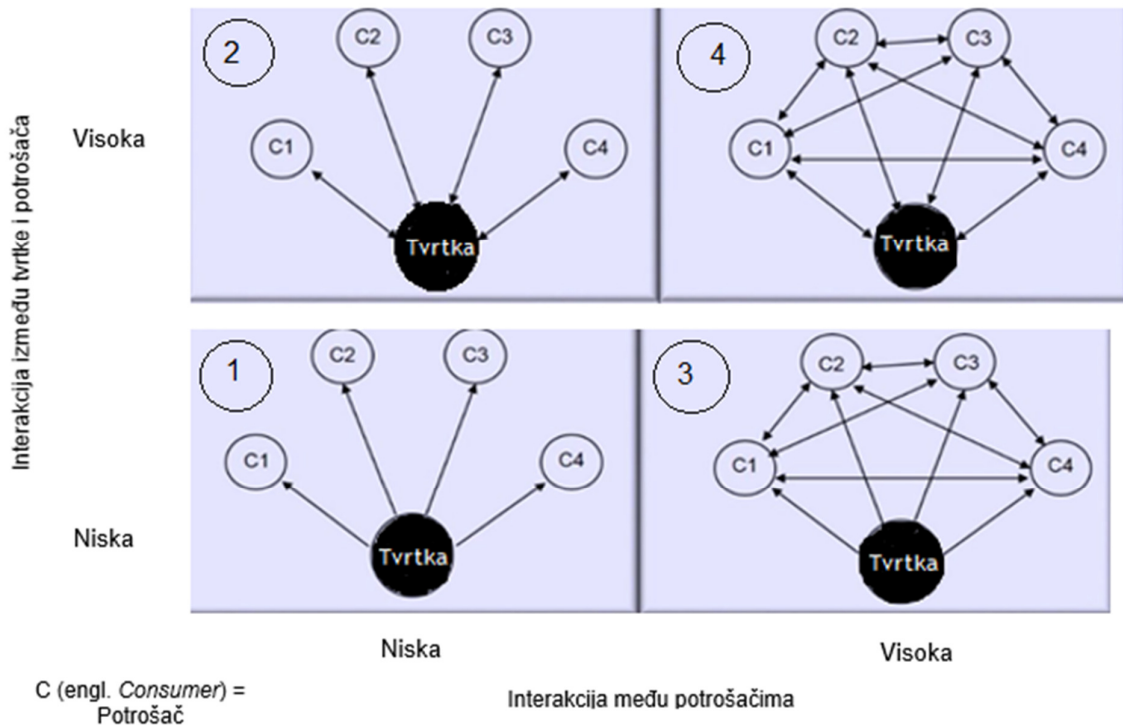 Interakcija između tvrtke i potrošača
Visoka
2
C2
C3
C1
C4
Tvrtka
4
C2
C3
C1
C4
Tvrtka
Niska
1
C2
C3
C1
C4
Tvrtka
3
C2
C3
C1
C4
Tvrtka
Niska
Visoka
C (engl. Consumer) =
Potrošač
Interakcija među potrošačima